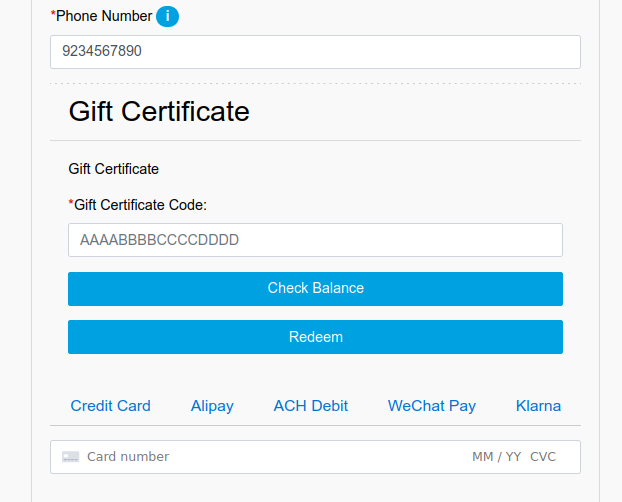 *Phone Number i
9234567890
Gift Certificate
Gift Certificate
*Gift Certificate Code:
AAAABBBBCCCCDDDD
Check Balance
Redeem
Credit Card Alipay ACH Debit WeChat Pay Klarna
Card number MM / YY CVC